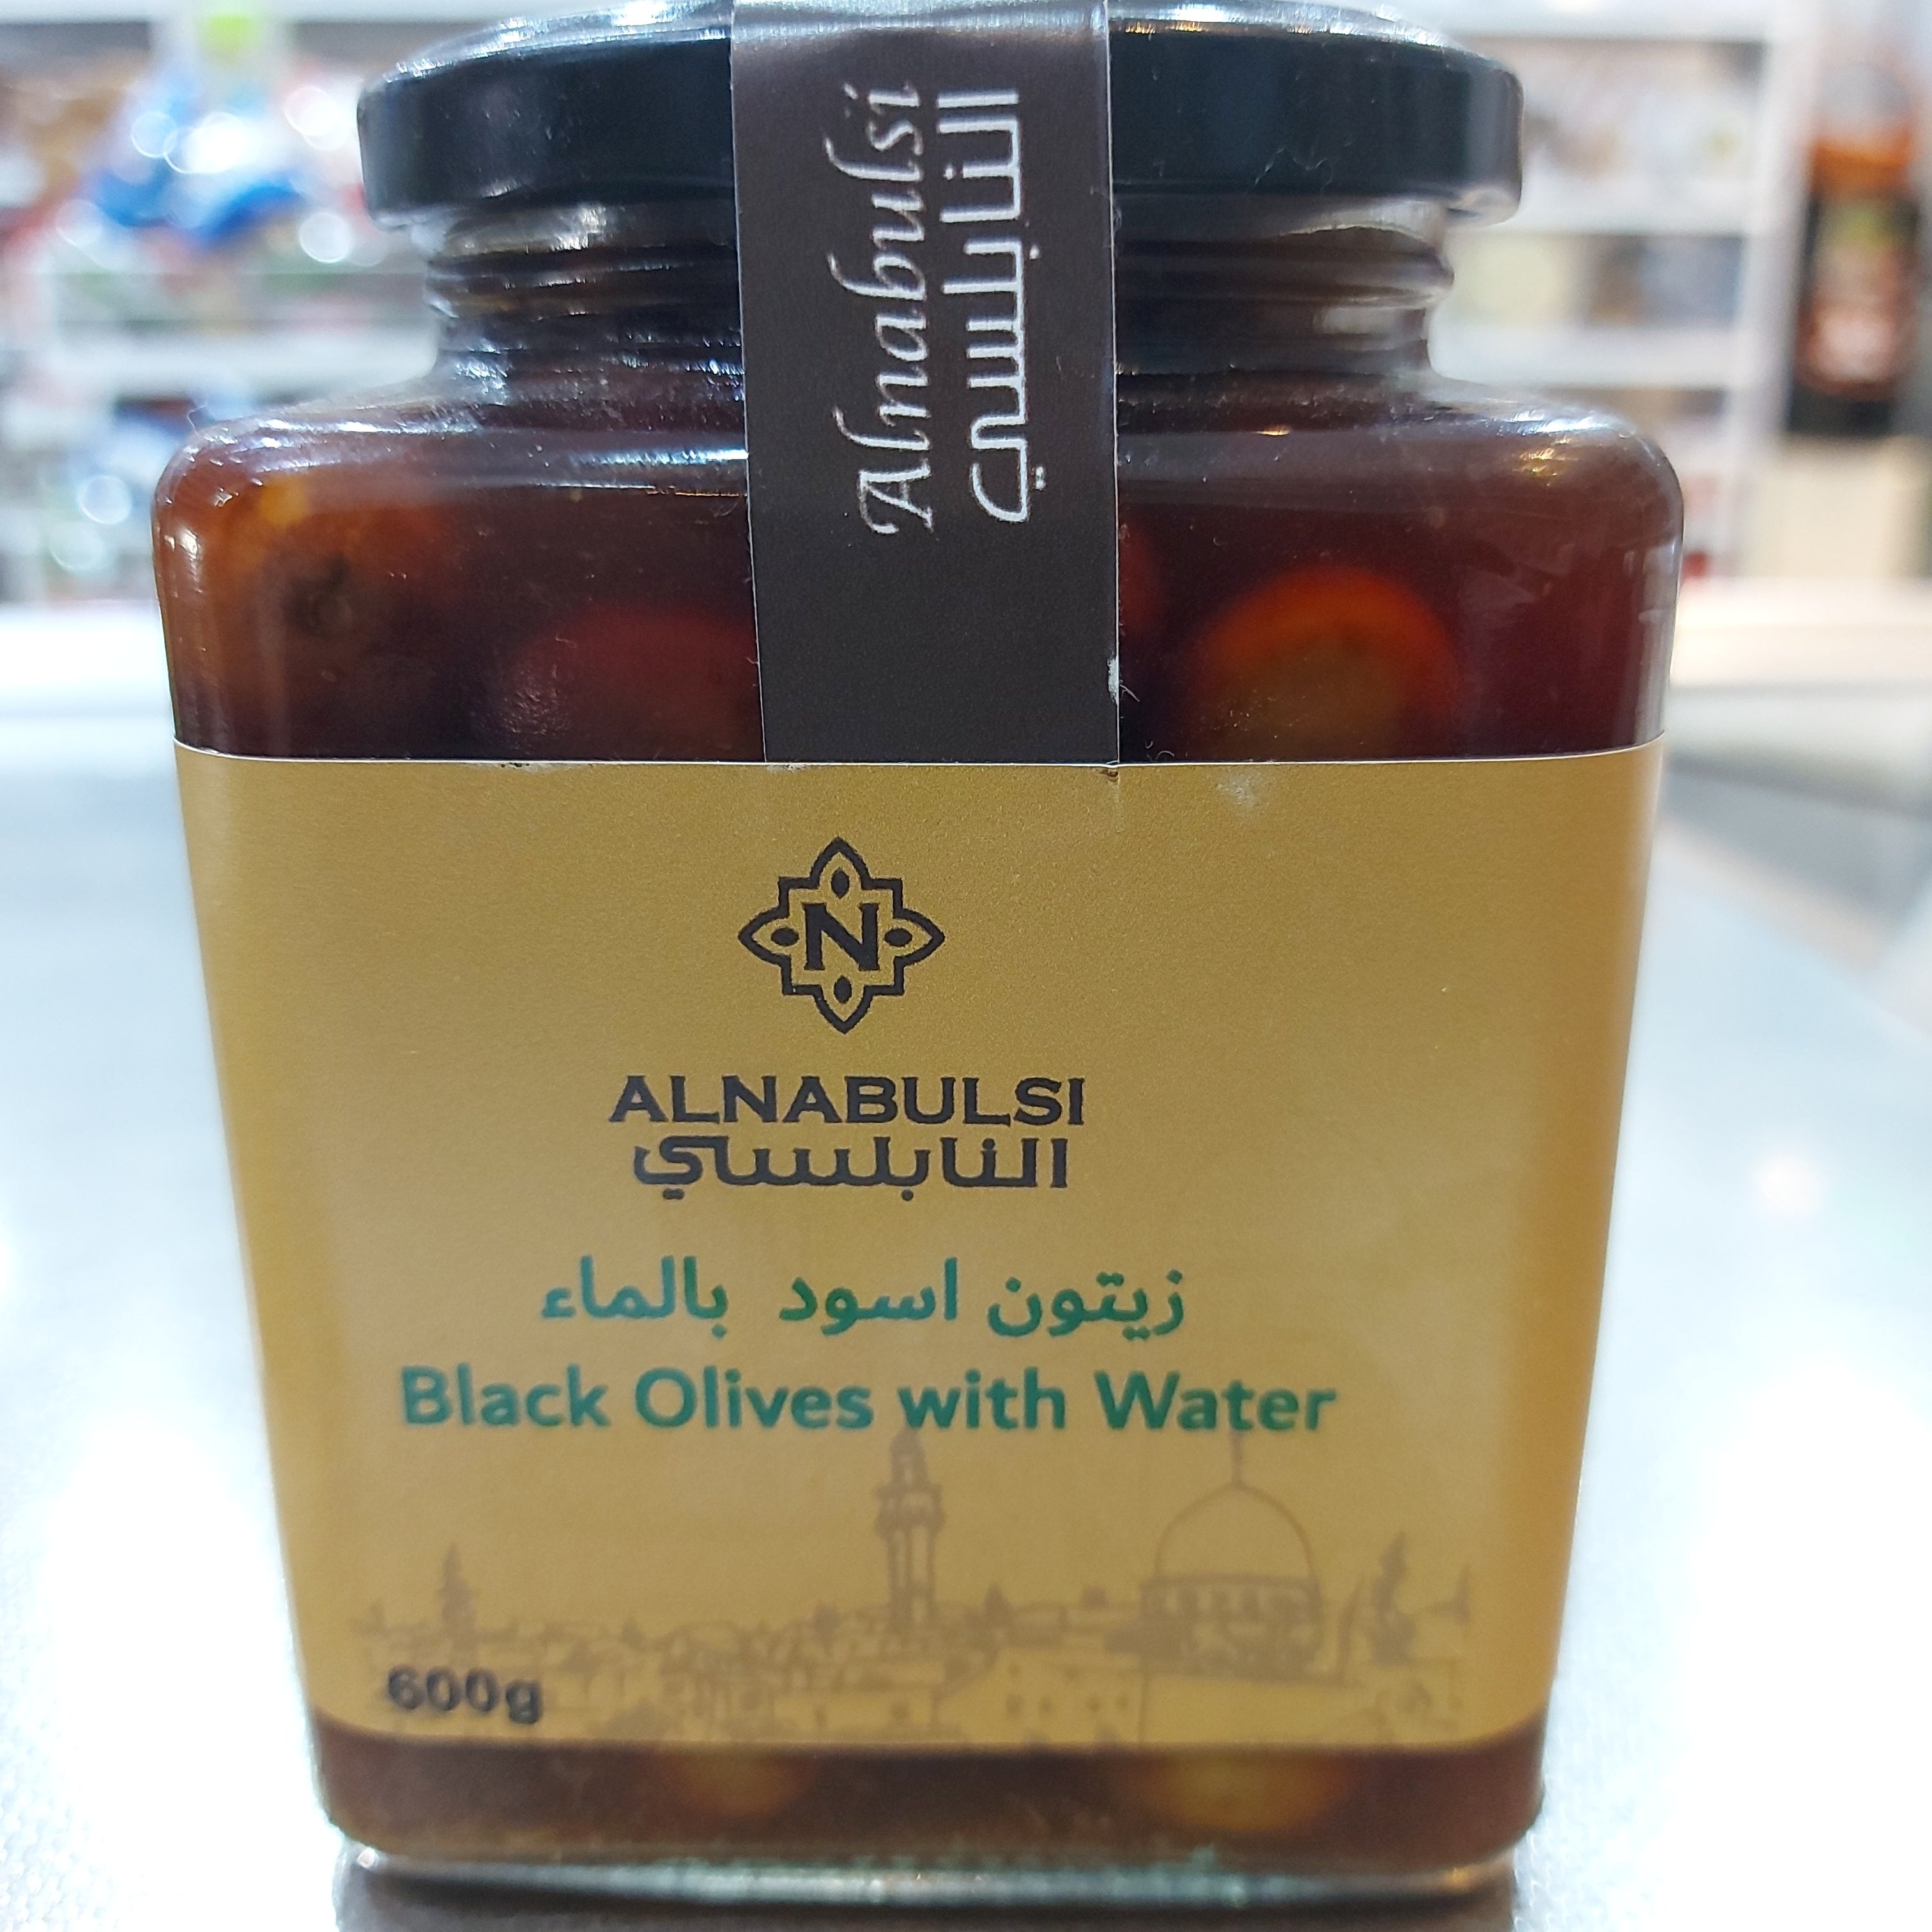 Alnabulsi
النابلسي
N
ALNABULSI
النابلسي
زيتون اسود بالماء
Black Olives with Water
600g